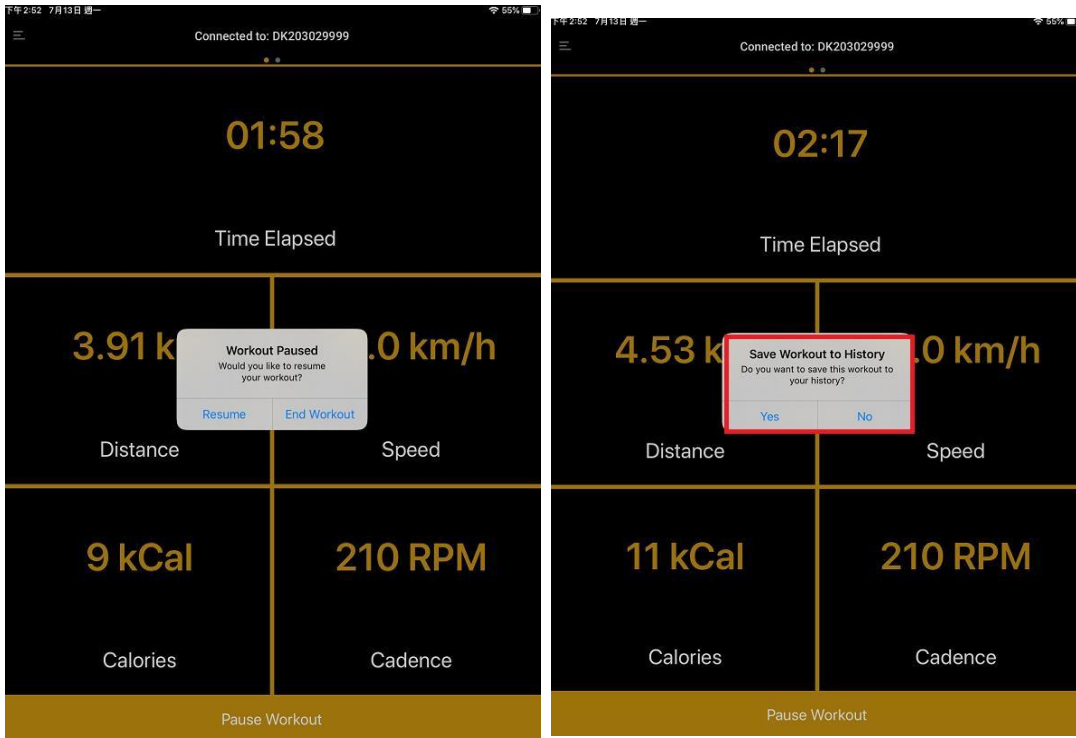 下午2:52 7月13日 週一
55%
Connected to: DK203029999
01:58
Time Elapsed
3.91 k
.0 km/h
Workout Paused
Would you like to resume
your workout?
Resume
End Workout
Distance
Speed
9 kCal
210 RPM
Calories
Cadence
Pause Workout
下午2:52 7月13日 週一
55%
Connected to: DK203029999
02:17
Time Elapsed
4.53 k
.0 km/h
Save Workout to History
Do you want to save this workout to
your history?
Yes
No
Distance
Speed
11 kCal
210 RPM
Calories
Cadence
Pause Workout